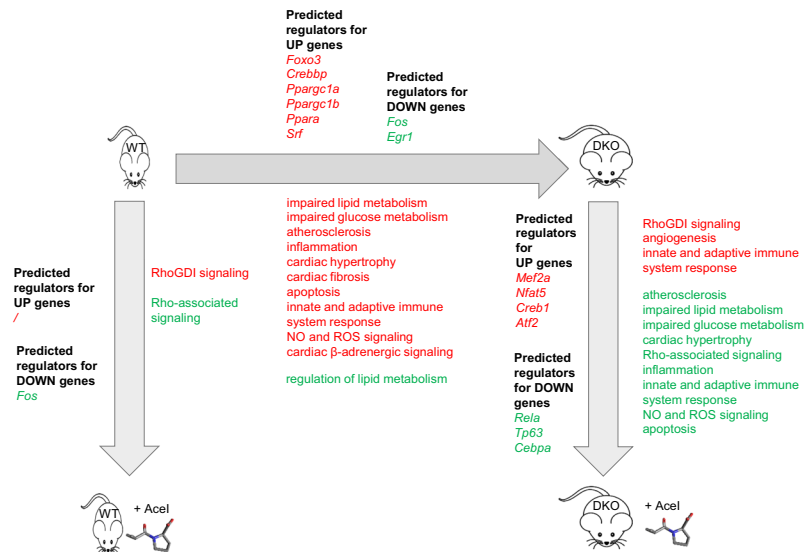 Predicted
regulators for
UP genes
Foxo3
Crebbp
Ppargc1a
Ppargc1b
Ppara
Srf
Predicted
regulators for
DOWN genes
Fos
Egr1
WT
DKO
impaired lipid metabolism
impaired glucose metabolism
atherosclerosis
inflammation
cardiac hypertrophy
cardiac fibrosis
apoptosis
innate and adaptive immune
system response
NO and ROS signaling
cardiac β-adrenergic signaling
regulation of lipid metabolism
Predicted
regulators for
UP genes
/
Predicted
regulators for
DOWN genes
Fos
RhoGDI signaling
Rho-associated
signaling
Predicted
regulators
for
UP genes
Mef2a
Nfat5
Creb1
Atf2
Predicted
regulators
for DOWN
genes
Rela
Tp63
Cebpa
RhoGDI signaling
angiogenesis
innate and adaptive immune
system response
atherosclerosis
impaired lipid metabolism
impaired glucose metabolism
cardiac hypertrophy
Rho-associated signaling
inflammation
innate and adaptive immune
system response
NO and ROS signaling
apoptosis
WT
+ AceI
DKO
+ AceI